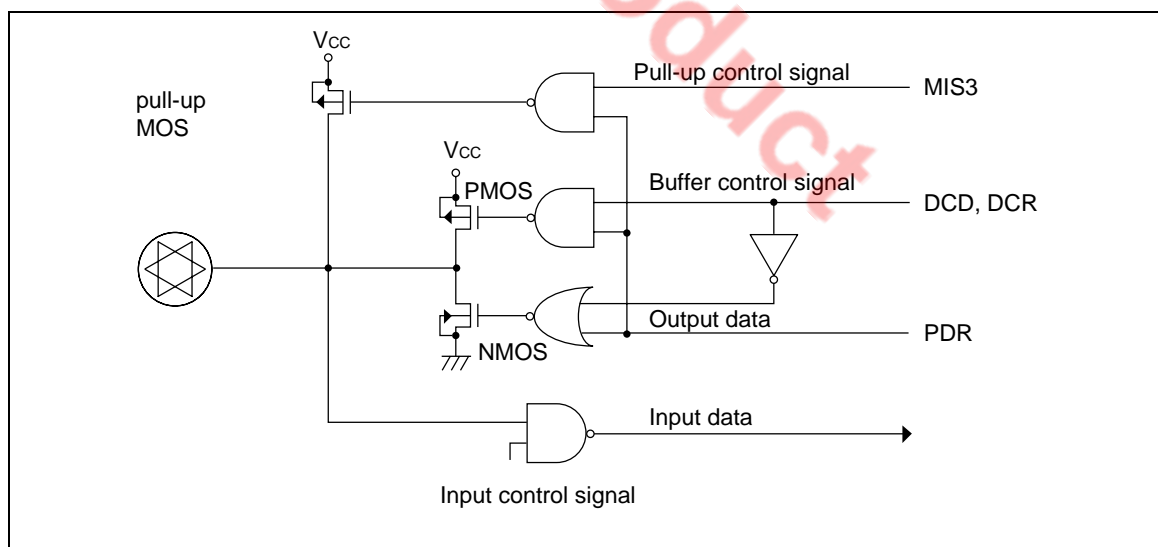 VCC
pull-up
MOS
Pull-up control signal
MIS3
VCC
PMOS
Buffer control signal
DCD, DCR
NMOS
Output data
PDR
Input data
Input control signal
oduct